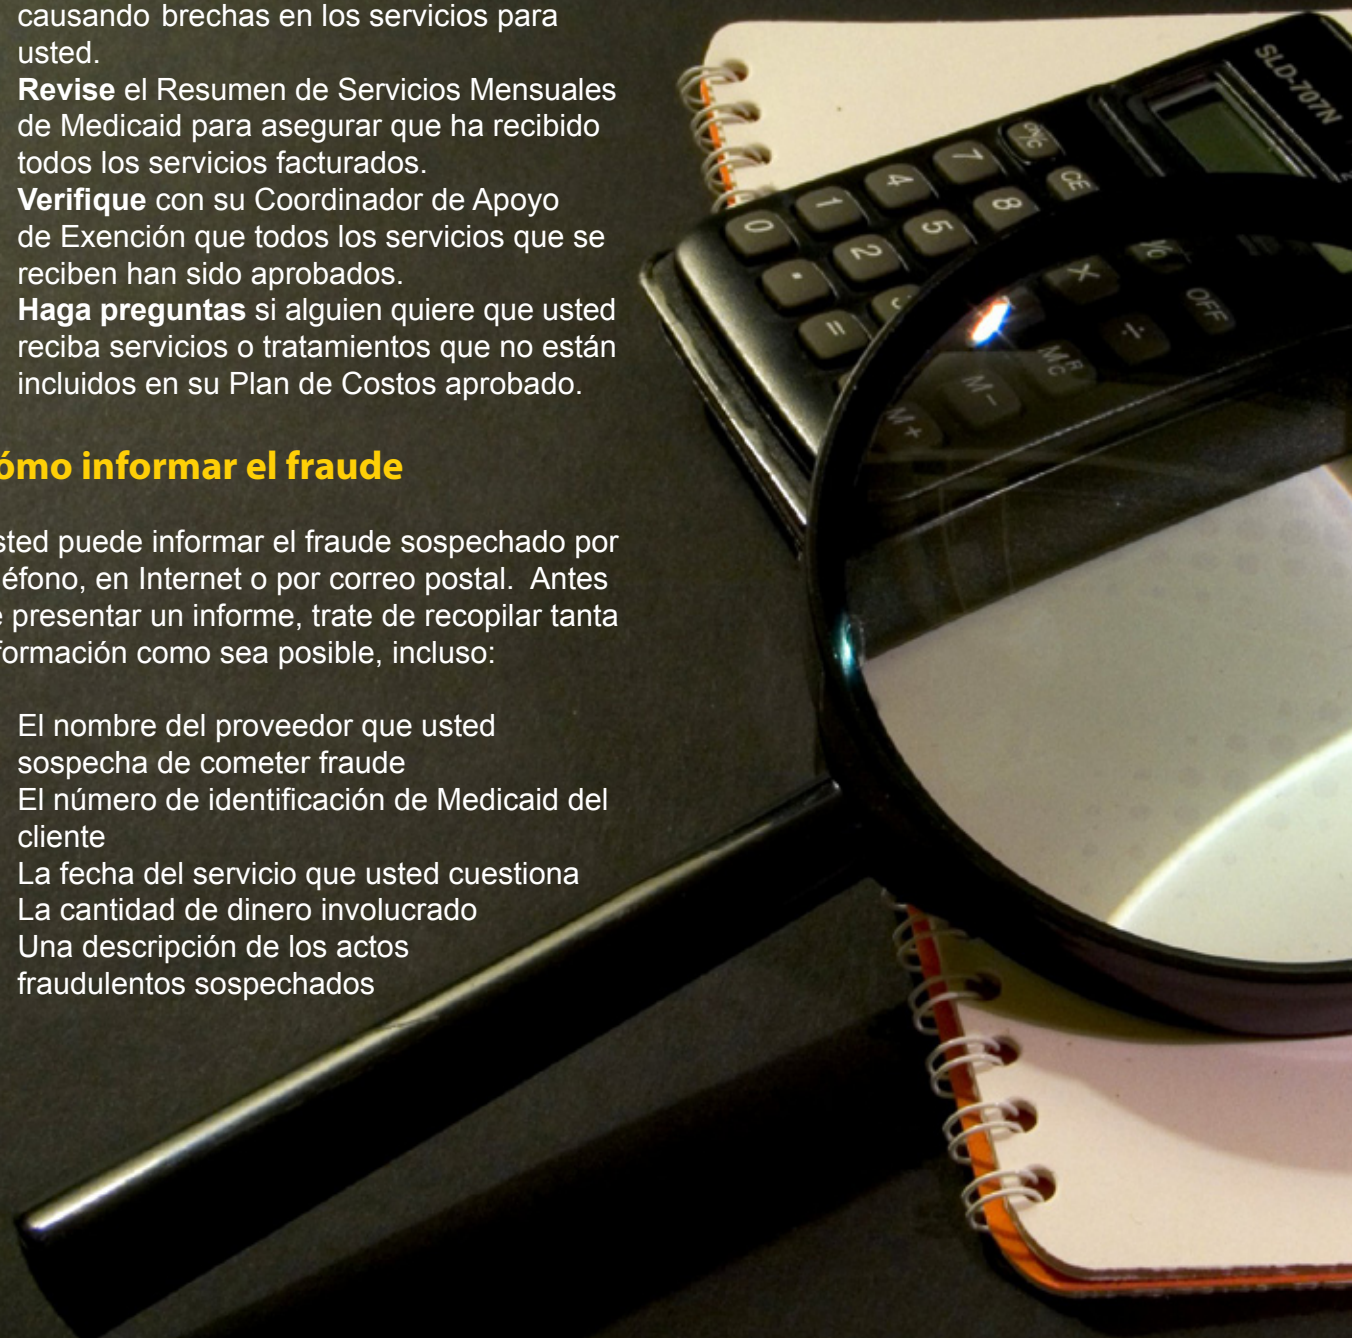 causando brechas en los servicios para
usted.
Revise el Resumen de Servicios Mensuales
de Medicaid para asegurar que ha recibido
todos los servicios facturados.
Verifique con su Coordinador de Apoyo
de Exención que todos los servicios que se
reciben han sido aprobados.
Haga preguntas si alguien quiere que usted
reciba servicios o tratamientos que no están
incluidos en su Plan de Costos aprobado.
ómo informar el fraude
sted puede informar el fraude sospechado por
éfono, en Internet o por correo postal. Antes
e presentar un informe, trate de recopilar tanta
formación como sea posible, incluso:
El nombre del proveedor que usted
sospecha de cometer fraude
El número de identificación de Medicaid del
cliente
La fecha del servicio que usted cuestiona
La cantidad de dinero involucrado
Una descripción de los actos
fraudulentos sospechados
SLD-707N
0 1 4 7 ON/C
. 2 5 8 CE
=
× %
M+ M- MRC ÷ OFF